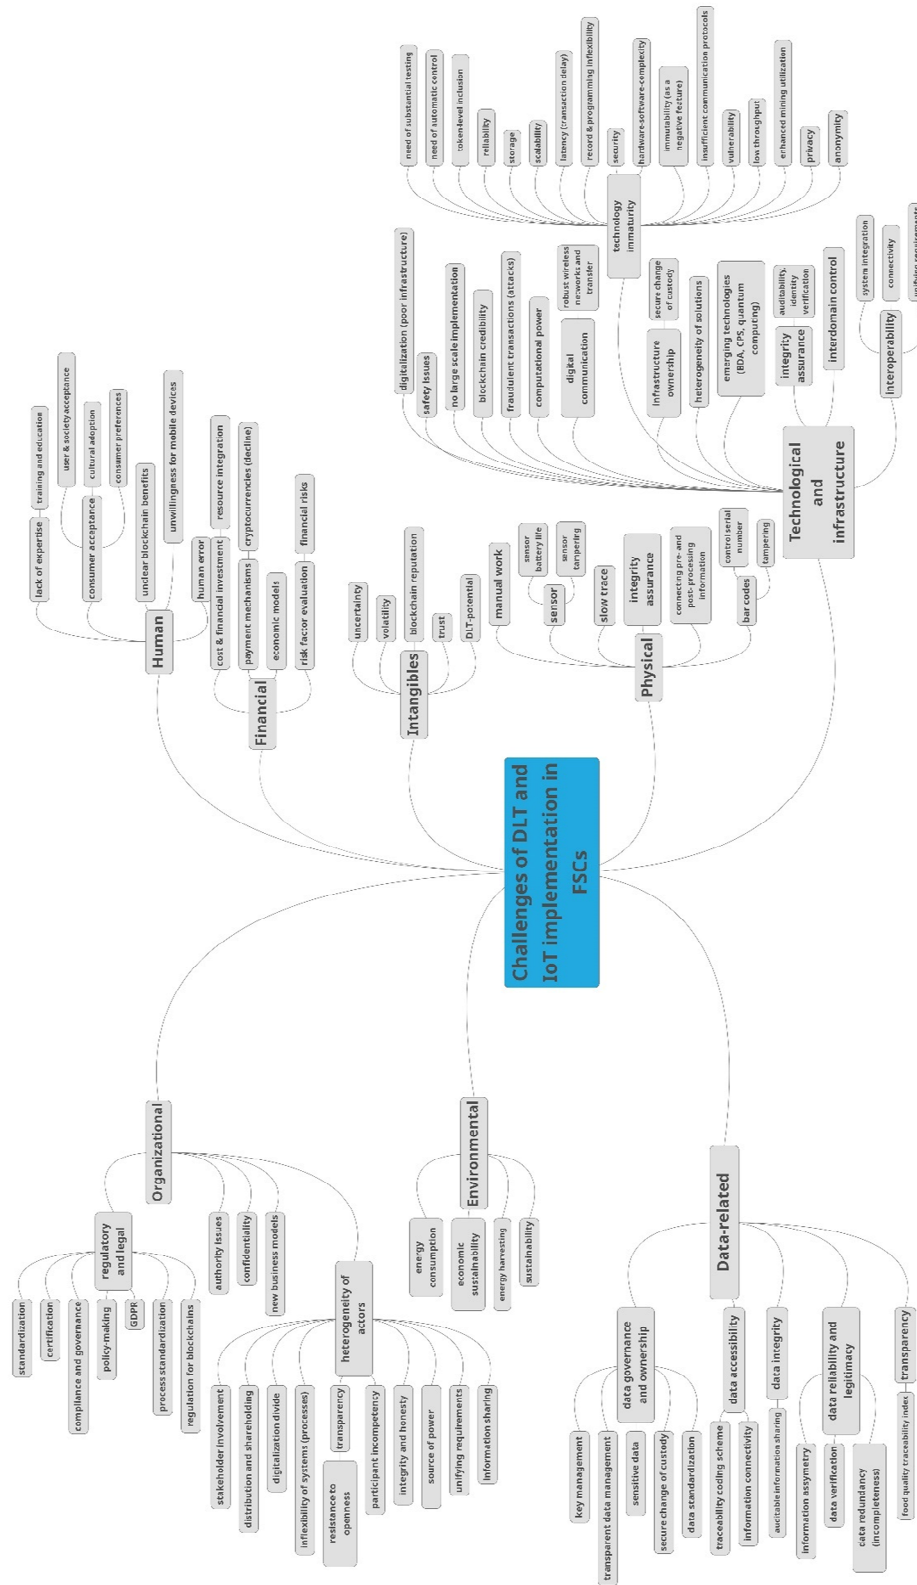 Challenges of DLT and
IoT implementation in
FSCs
Organizational
regulatory
and legal
standardization
certification
compliance and governance
policy-making
GDPR
process standardization
regulation for blockchains
authority issues
confidentiality
new business models
heterogeneity of
actors
stakeholder involvement
distribution and shareholding
digitalization divide
inflexibility of systems (processes)
transparency
resistance to
openness
participant incompetency
integrity and honesty
source of power
unifying requirements
information sharing
Environmental
energy
consumption
economic
sustainability
energy harvesting
sustainability
Data-related
data governance
and ownership
key management
transparent data management
sensitive data
secure change of custody
data standardization
data accessibility
traceability coding scheme
information connectivity
data integrity
auditable information sharing
data reliability and
legitimacy
information assymetry
data verification
data redundancy
(incompleteness)
transparency
food quality traceability index
Human
lack of expertise
training and education
consumer acceptance
user & society acceptance
cultural adoption
consumer preferences
unclear blockchain benefits
unwillingness for mobile devices
human error
Financial
cost & financial investment
resource integration
payment mechanisms
cryptocurrencies (decline)
economic models
risk factor evaluation
financial risks
Intangibles
uncertainty
volatility
blockchain reputation
trust
DLT-potential
Physical
manual work
sensor
sensor
battery life
sensor
tampering
slow trace
integrity
assurance
connecting pre- and
post-processing
information
bar codes
control serial
number
tampering
Technological
and
infrastructure
digitalization (poor infrastructure)
safety issues
no large scale implementation
blockchain credibility
fraudulent transactions (attacks)
computational power
digital
communication
robust wireless
networks and
transfer
technology
immaturity
need of substantial testing
need of automatic control
token-level inclusion
reliability
storage
scalability
latency (transaction delay)
record & programming inflexibility
security
hardware-software-complexity
immutability (as a
negative feature)
insufficient communication protocols
vulnerability
low throughput
enhanced mining utilization
privacy
anonymity
Infrastructure
ownership
secure change
of custody
heterogeneity of solutions
emerging technologies
(BDA, CPS, quantum
computing)
integrity
assurance
auditability,
identity
verification
interdomain control
interoperability
system integration
connectivity
unifying requirements